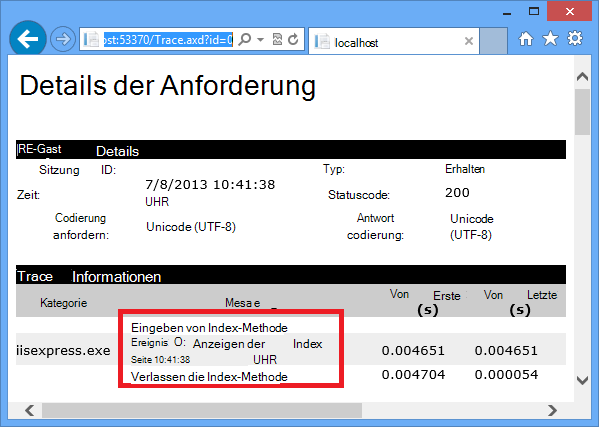 ost:53370/Trace.axd?id=0
localhost
Details der Anforderung
RE-Gast Details
Sitzung ID: Typ: Erhalten
Zeit: 7/8/2013 10:41:38 UHR Statuscode: 200
Codierung anfordern: Unicode (UTF-8) Antwort codierung: Unicode (UTF-8)
Trace Informationen
Kategorie Mesa e Von Erste (s) Von Letzte (s)
Eingeben von Index-Methode
iisexpress.exe Ereignis O: Anzeigen der Index 0.004651 0.004651
Seite 10:41:38 UHR
Verlassen die Index-Methode 0.004704 0.000054